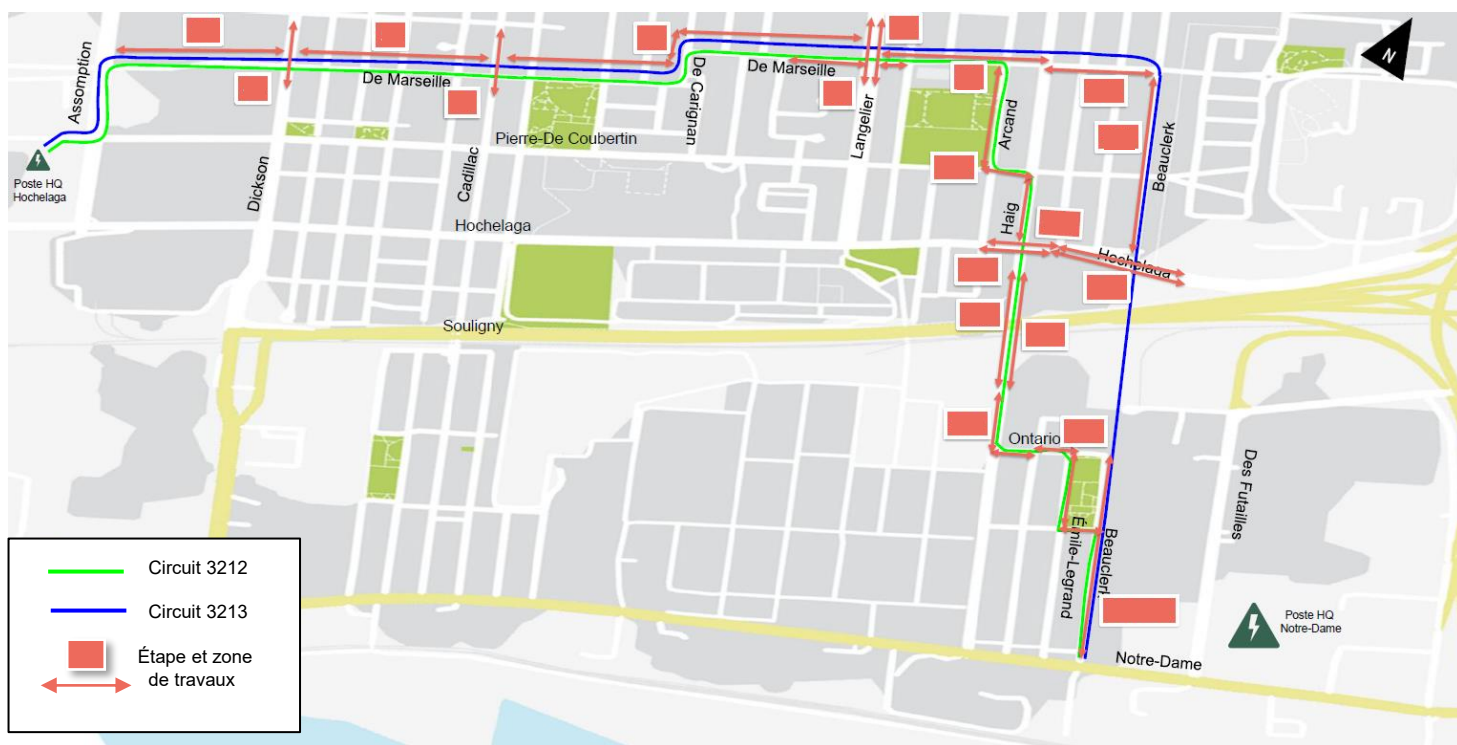 Assomption
De Marseille
De Carignan
De Marseille
Langelier
Arcand
Beauclerk
Pierre-De Coubertin
Poste HQ
Hochelaga
Dickson
Cadillac
Hochelaga
Haig
Hochelaga
Souligny
Ontario
Des Futailles
Émile-Legrand
Beauclerk
Notre-Dame
Poste HQ
Notre-Dame
N
Circuit 3212
Circuit 3213
Étape et zone
de travaux